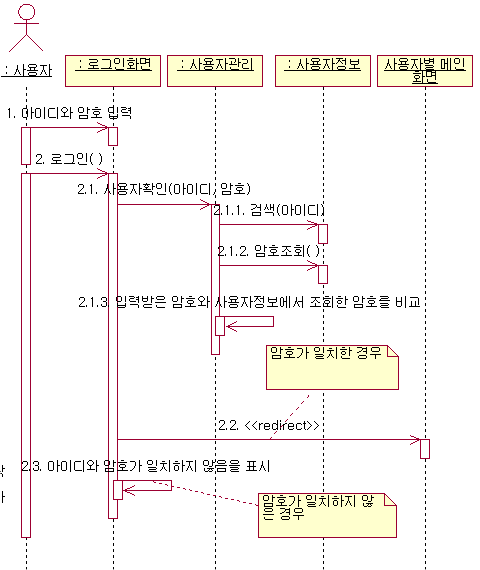 : 사용자
: 로그인화면
: 사용자관리
: 사용자정보
사용자별 메인
화면
1. 아이디와 암호 입력
2. 로그인( )
2.1. 사용자확인(아이디, 암호)
2.1.1. 검색(아이디)
2.1.2. 암호조회( )
2.1.3. 입력받은 암호와 사용자정보에서 조회한 암호를 비교
암호가 일치한 경우
2.2. <<redirect>>
2.3. 아이디와 암호가 일치하지 않음을 표시
암호가 일치하지 않
은 경우